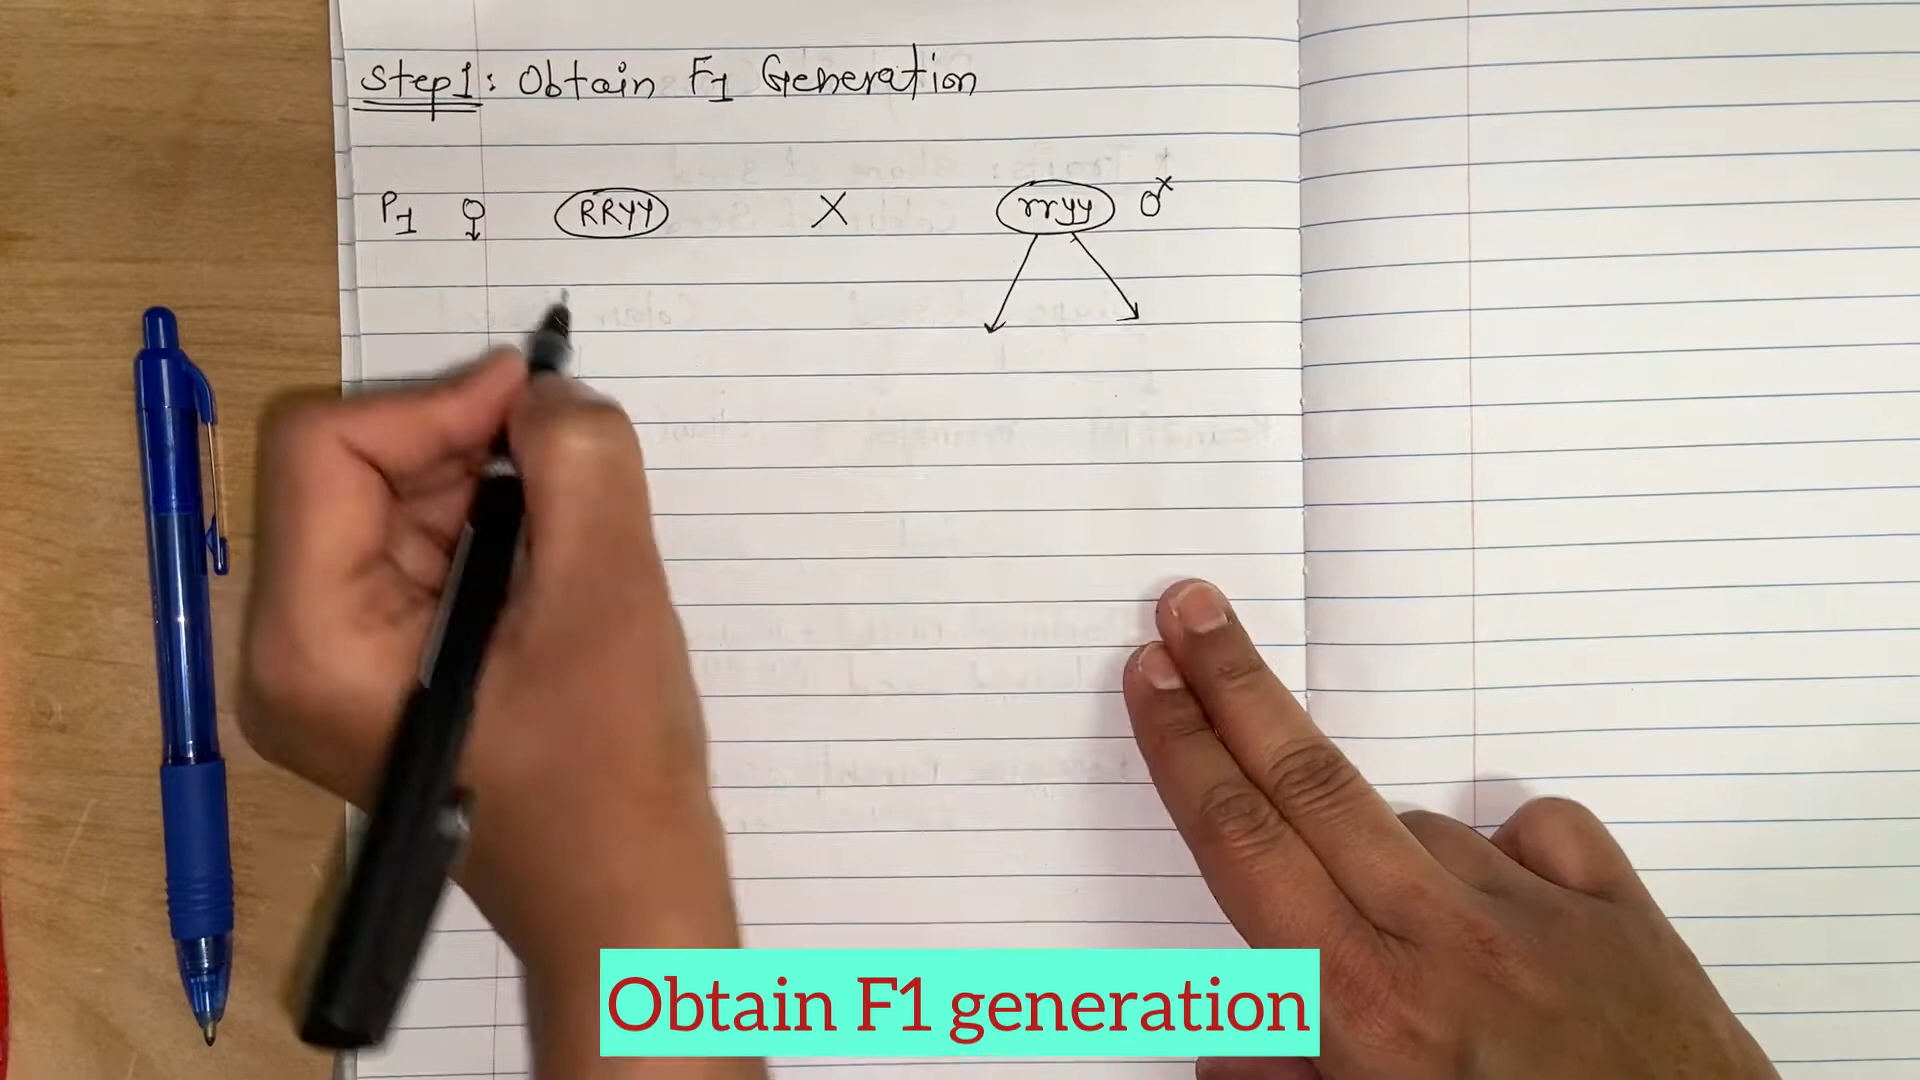 Step1: Obtain F1 Generation
P1 ♀ RRYY X rryy ♂
Obtain F1 generation